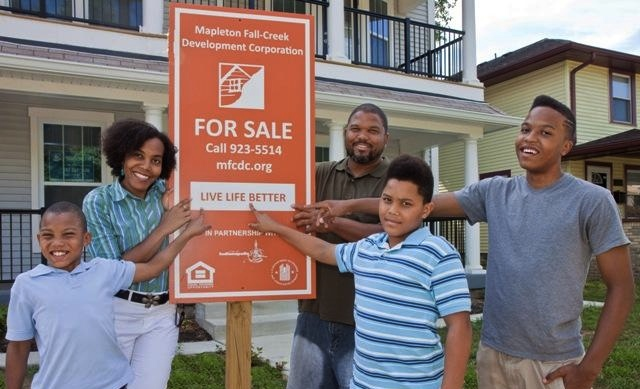 Mapleton Fall-Creek
Development Corporation
FOR SALE
Call 923-5514
mfcdc.org
LIVE LIFE BETTER
IN PARTNERSHIP WITH